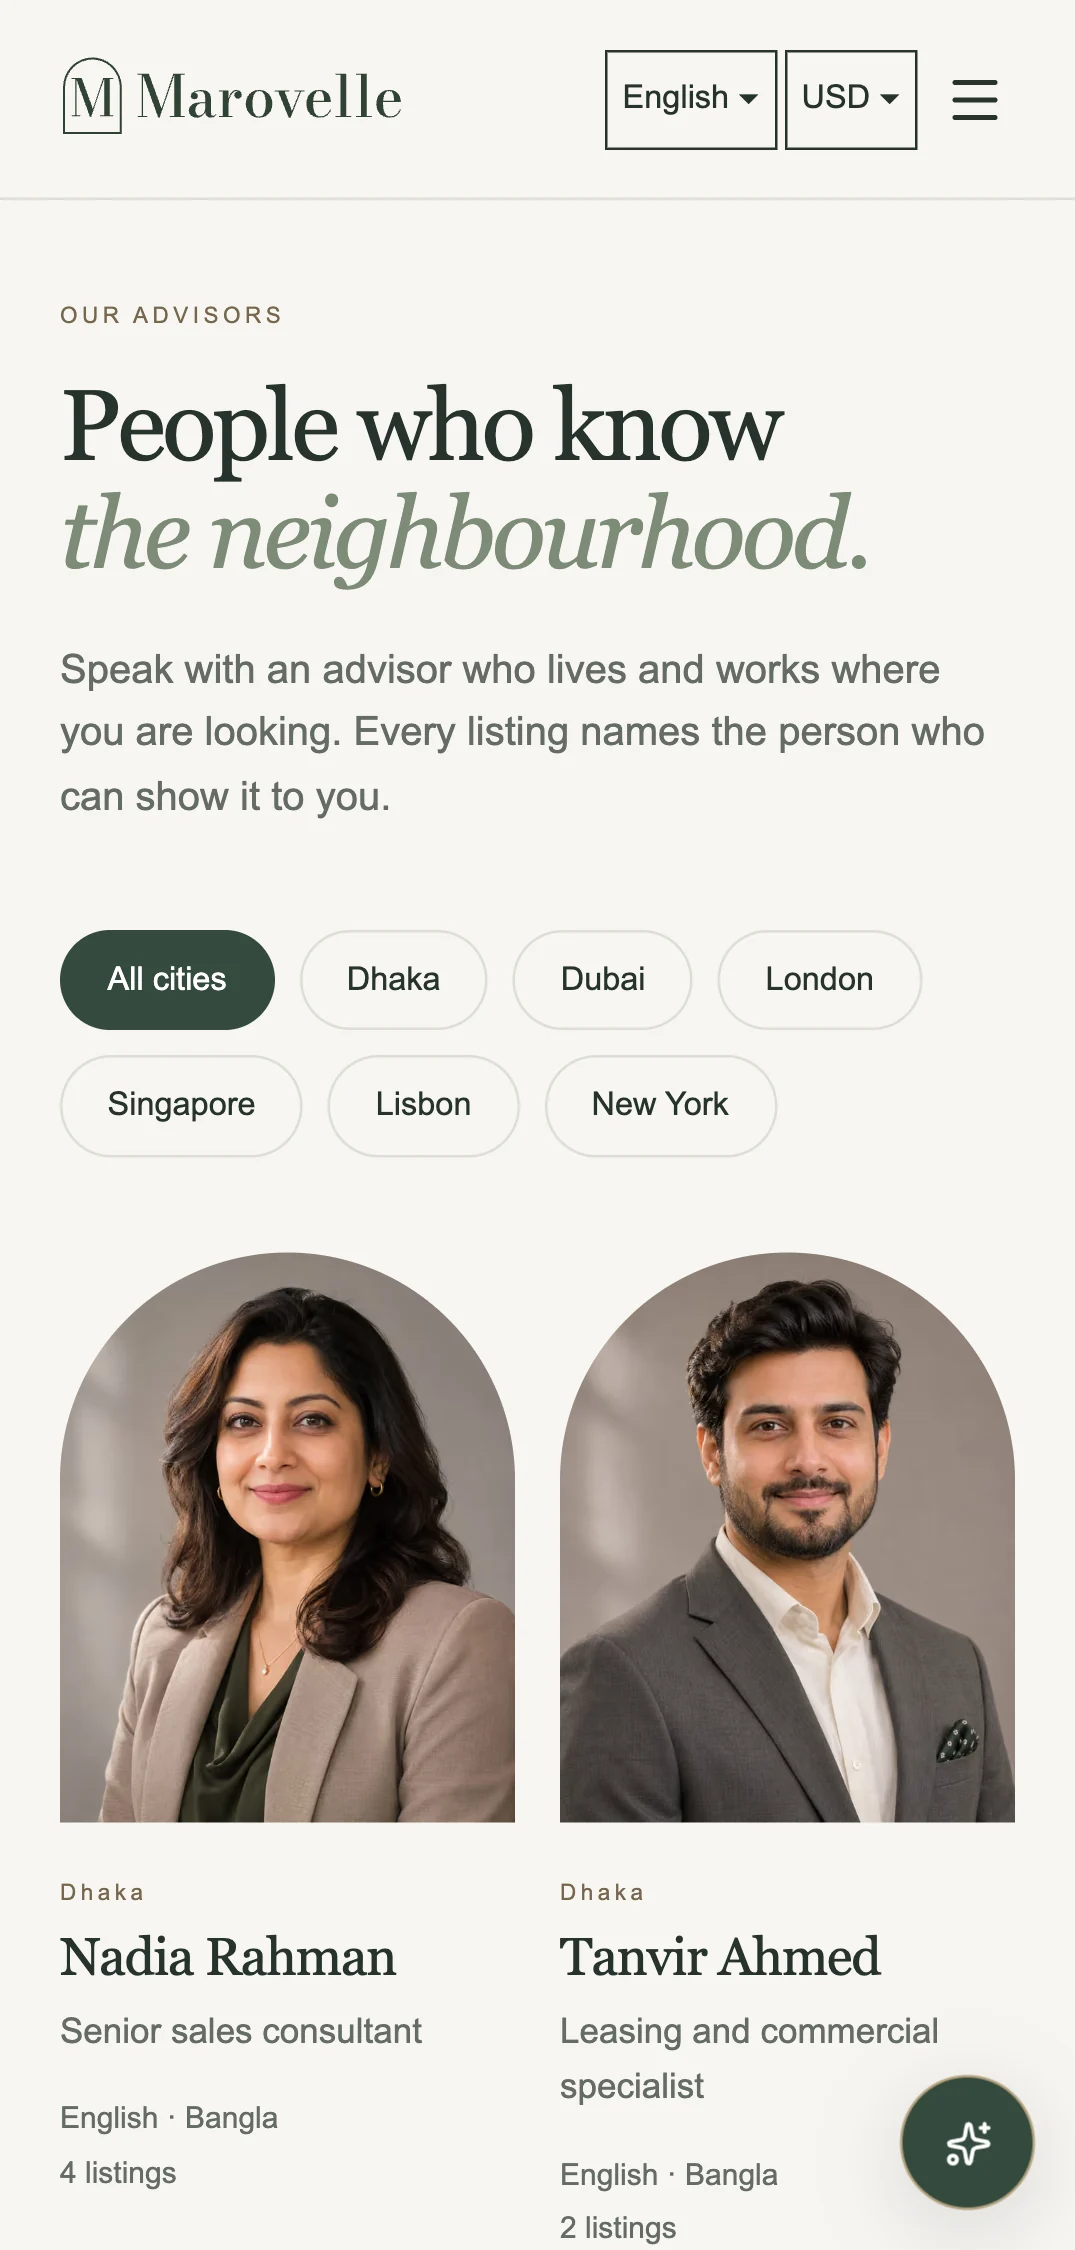 M Marovelle
English
USD
OUR ADVISORS
People who know
the neighbourhood.
Speak with an advisor who lives and works where
you are looking. Every listing names the person who
can show it to you.
All cities
Dhaka
Dubai
London
Singapore
Lisbon
New York
Dhaka
Nadia Rahman
Senior sales consultant
English · Bangla
4 listings
Dhaka
Tanvir Ahmed
Leasing and commercial
specialist
English · Bangla
2 listings